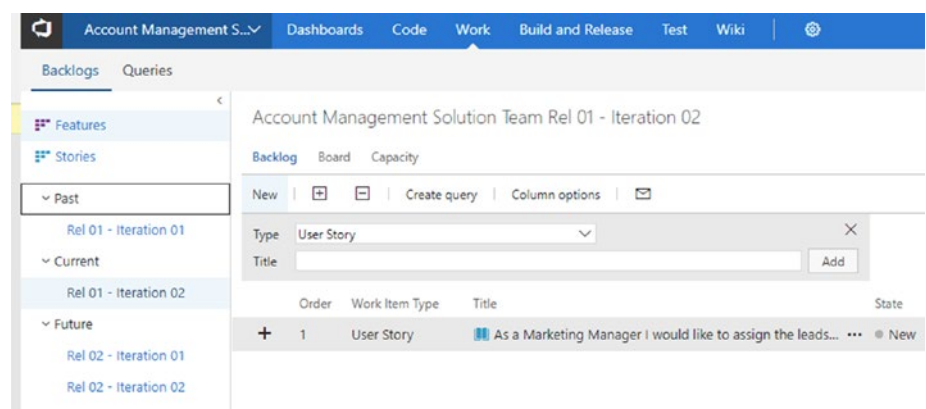 Account Management S... Dashboards Code Work Build and Release Test Wiki
Backlogs Queries
Features
Stories
Past
Rel 01 - Iteration 01
Current
Rel 01 - Iteration 02
Future
Rel 02 - Iteration 01
Rel 02 - Iteration 02
Account Management Solution Team Rel 01 - Iteration 02
Backlog Board Capacity
New Create query Column options
Type User Story
Title Add
Order Work Item Type Title State
1 User Story As a Marketing Manager I would like to assign the leads... New